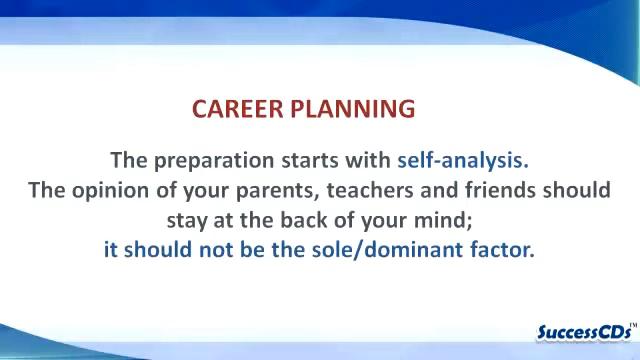 CAREER PLANNING
The preparation starts with self-analysis.
The opinion of your parents, teachers and friends should
stay at the back of your mind;
it should not be the sole/dominant factor.
SuccessCDs™